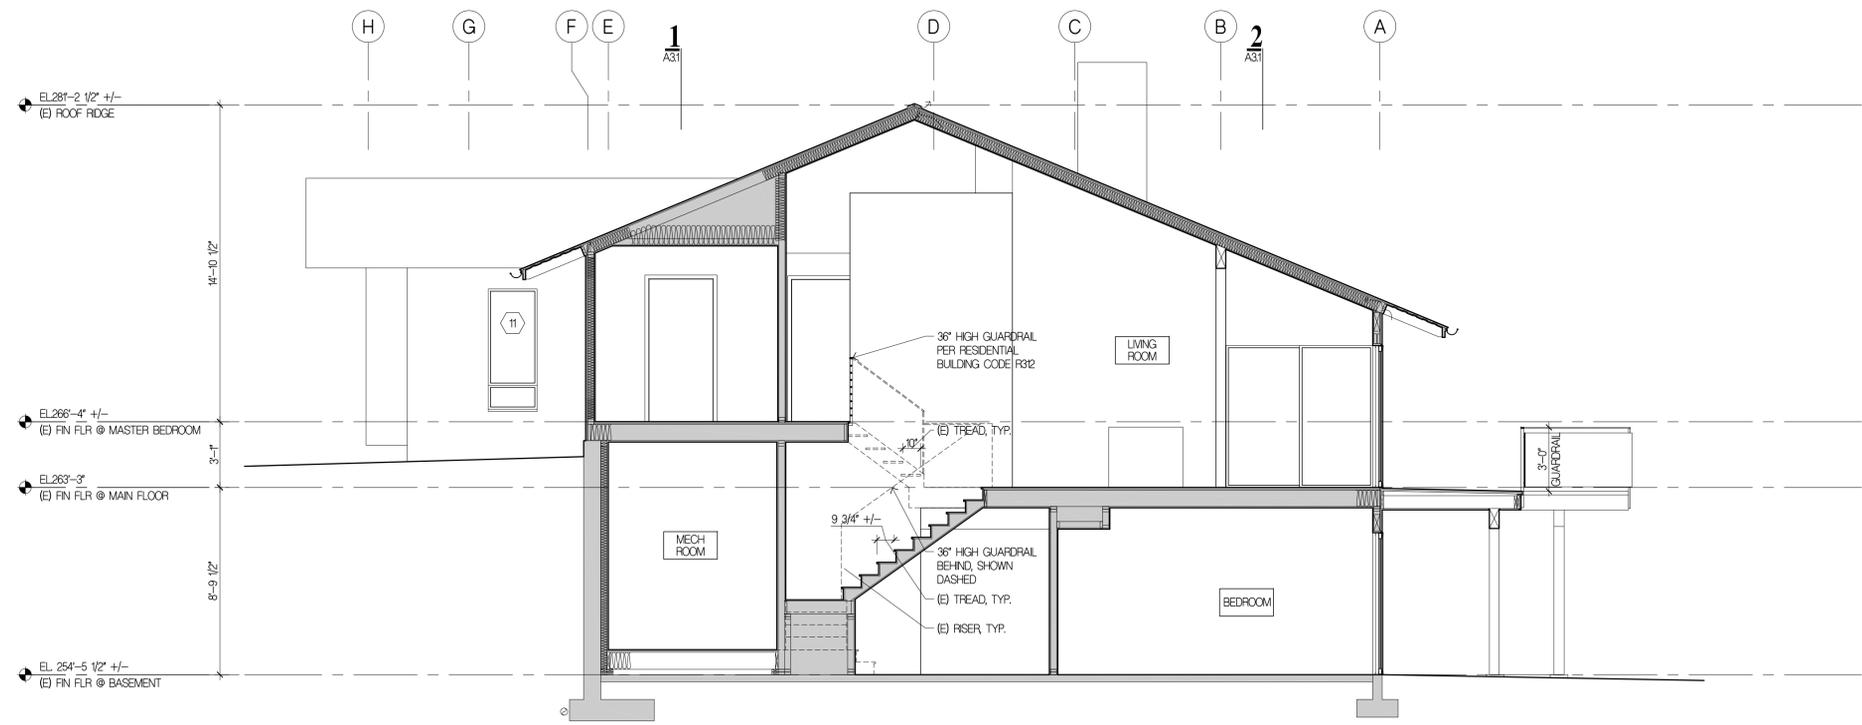 H
G
F
E
1
A3.1
D
C
B
2
A3.1
A
EL.281'-2 1/2" +/-
(E) ROOF RIDGE
14'-10 1/2"
11
36" HIGH GUARDRAIL
PER RESIDENTIAL
BUILDING CODE R312
LIVING
ROOM
EL.266'-4" +/-
(E) FIN FLR @ MASTER BEDROOM
(E) TREAD, TYP.
10"
3'-1"
3'-0"
GUARDRAIL
EL.263'-3"
(E) FIN FLR @ MAIN FLOOR
9 3/4" +/-
MECH
ROOM
36" HIGH GUARDRAIL
BEHIND, SHOWN
DASHED
8'-9 1/2"
(E) TREAD, TYP.
BEDROOM
(E) RISER, TYP.
EL. 254'-5 1/2" +/-
(E) FIN FLR @ BASEMENT